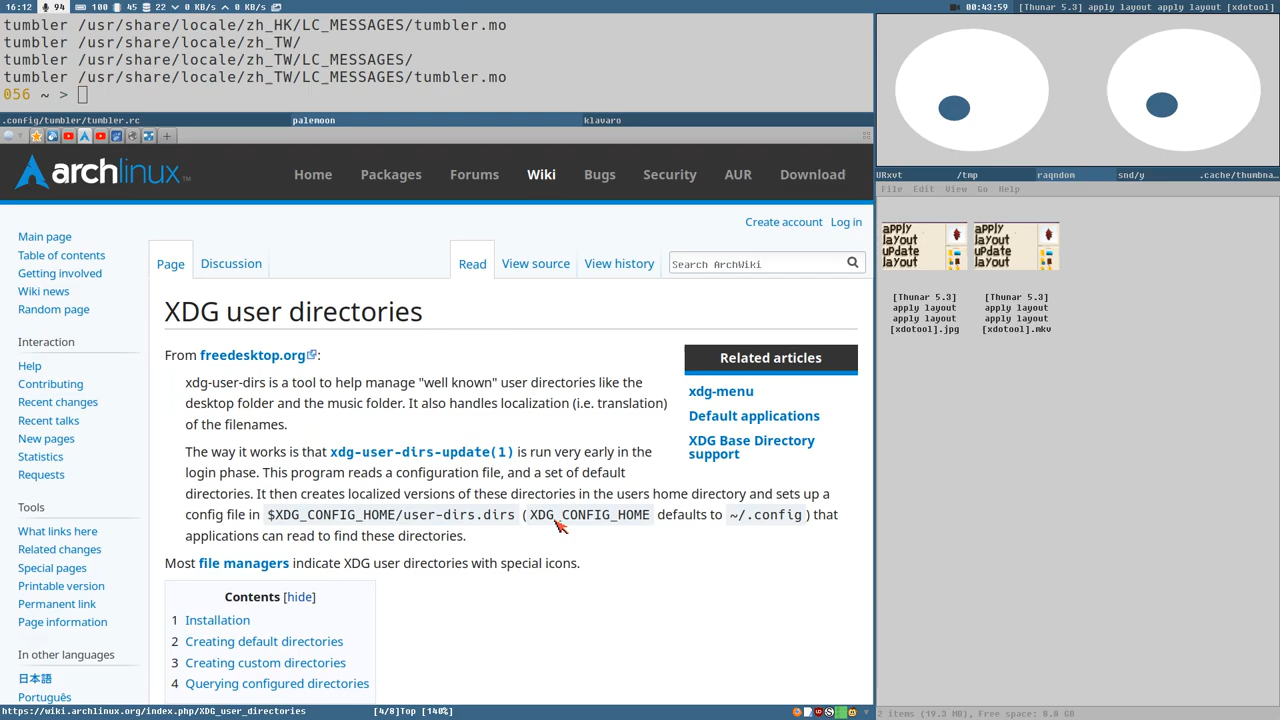 16:12 94 100 45 22 0 KB/s 0 KB/s
00:43:59 [Thunar 5.3] apply layout apply layout [xdotool]
tumbler /usr/share/locale/zh_HK/LC_MESSAGES/tumbler.mo
tumbler /usr/share/locale/zh_TW/
tumbler /usr/share/locale/zh_TW/LC_MESSAGES/
tumbler /usr/share/locale/zh_TW/LC_MESSAGES/tumbler.mo
056 ~ >
.config/tumbler/tumbler.rc palemoon klavaro
archlinux™
Home Packages Forums Wiki Bugs Security AUR Download
Create account Log in
Main page
Table of contents
Getting involved
Wiki news
Random page
Interaction
Help
Contributing
Recent changes
Recent talks
New pages
Statistics
Requests
Tools
What links here
Related changes
Special pages
Printable version
Permanent link
Page information
In other languages
日本語
Português
Page Discussion Read View source View history Search ArchWiki
XDG user directories
From freedesktop.org:
xdg-user-dirs is a tool to help manage "well known" user directories like the
desktop folder and the music folder. It also handles localization (i.e. translation)
of the filenames.
The way it works is that xdg-user-dirs-update(1) is run very early in the
login phase. This program reads a configuration file, and a set of default
directories. It then creates localized versions of these directories in the users home directory and sets up a
config file in $XDG_CONFIG_HOME/user-dirs.dirs (XDG_CONFIG_HOME defaults to ~/.config) that
applications can read to find these directories.
Most file managers indicate XDG user directories with special icons.
Related articles
xdg-menu
Default applications
XDG Base Directory
support
Contents [hide]
1 Installation
2 Creating default directories
3 Creating custom directories
4 Querying configured directories
https://wiki.archlinux.org/index.php/XDG_user_directories [4/8]Top [140%]
URxvt /tmp raqndom snd/y .cache/thumbna...
File Edit View Go Help
apply
layout
update
layout
apply
layout
update
layout
[Thunar 5.3]
apply layout
apply layout
[xdotool].jpg
[Thunar 5.3]
apply layout
apply layout
[xdotool].mkv
2 items (19.3 MB), Free space: 8.0 GB